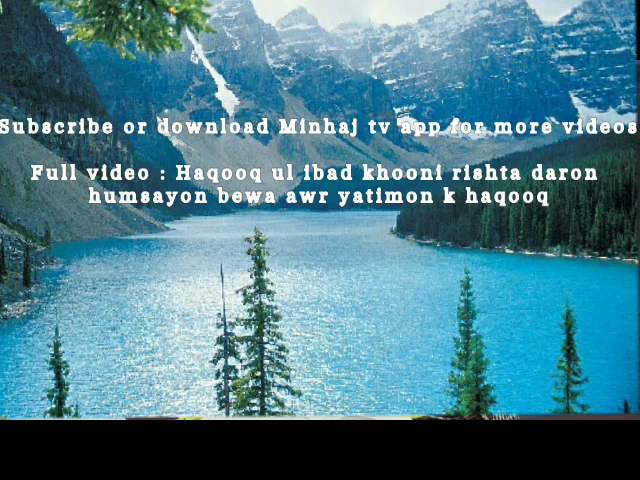 Subscribe or download Minhaj tv app for more videos
Full video : Haqooq ul ibad khooni rishta daron
humsayon bewa awr yatimon k haqooq